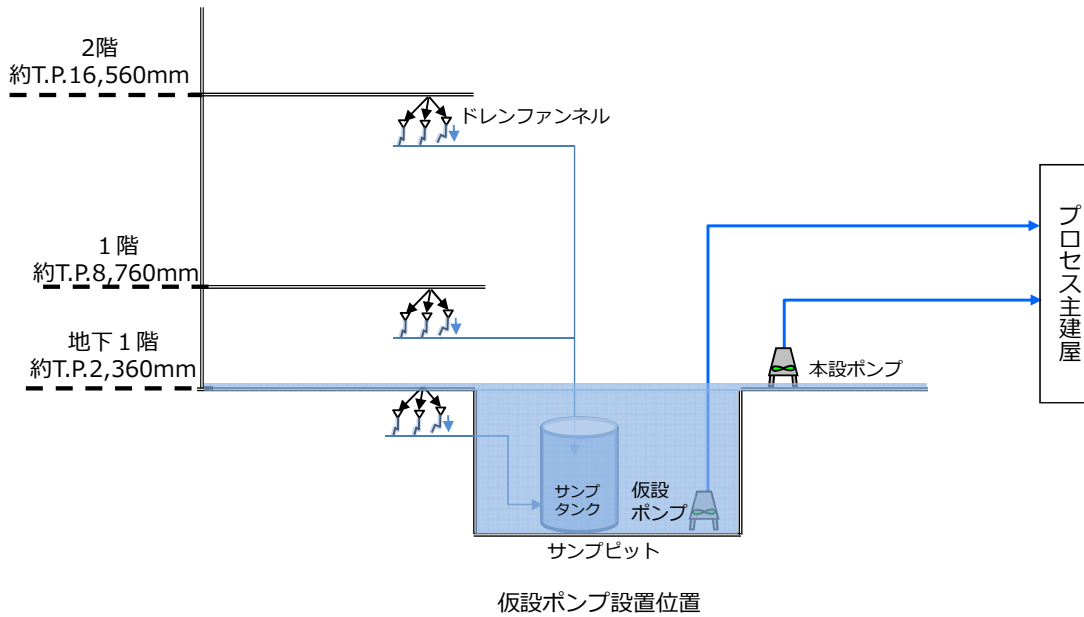 2階
約T.P.16,560mm
ドレンファンネル
１階
約T.P.8,760mm
地下１階
約T.P.2,360mm
本設ポンプ
プロセス主建屋
サンプ
タンク
仮設
ポンプ
サンプピット
仮設ポンプ設置位置